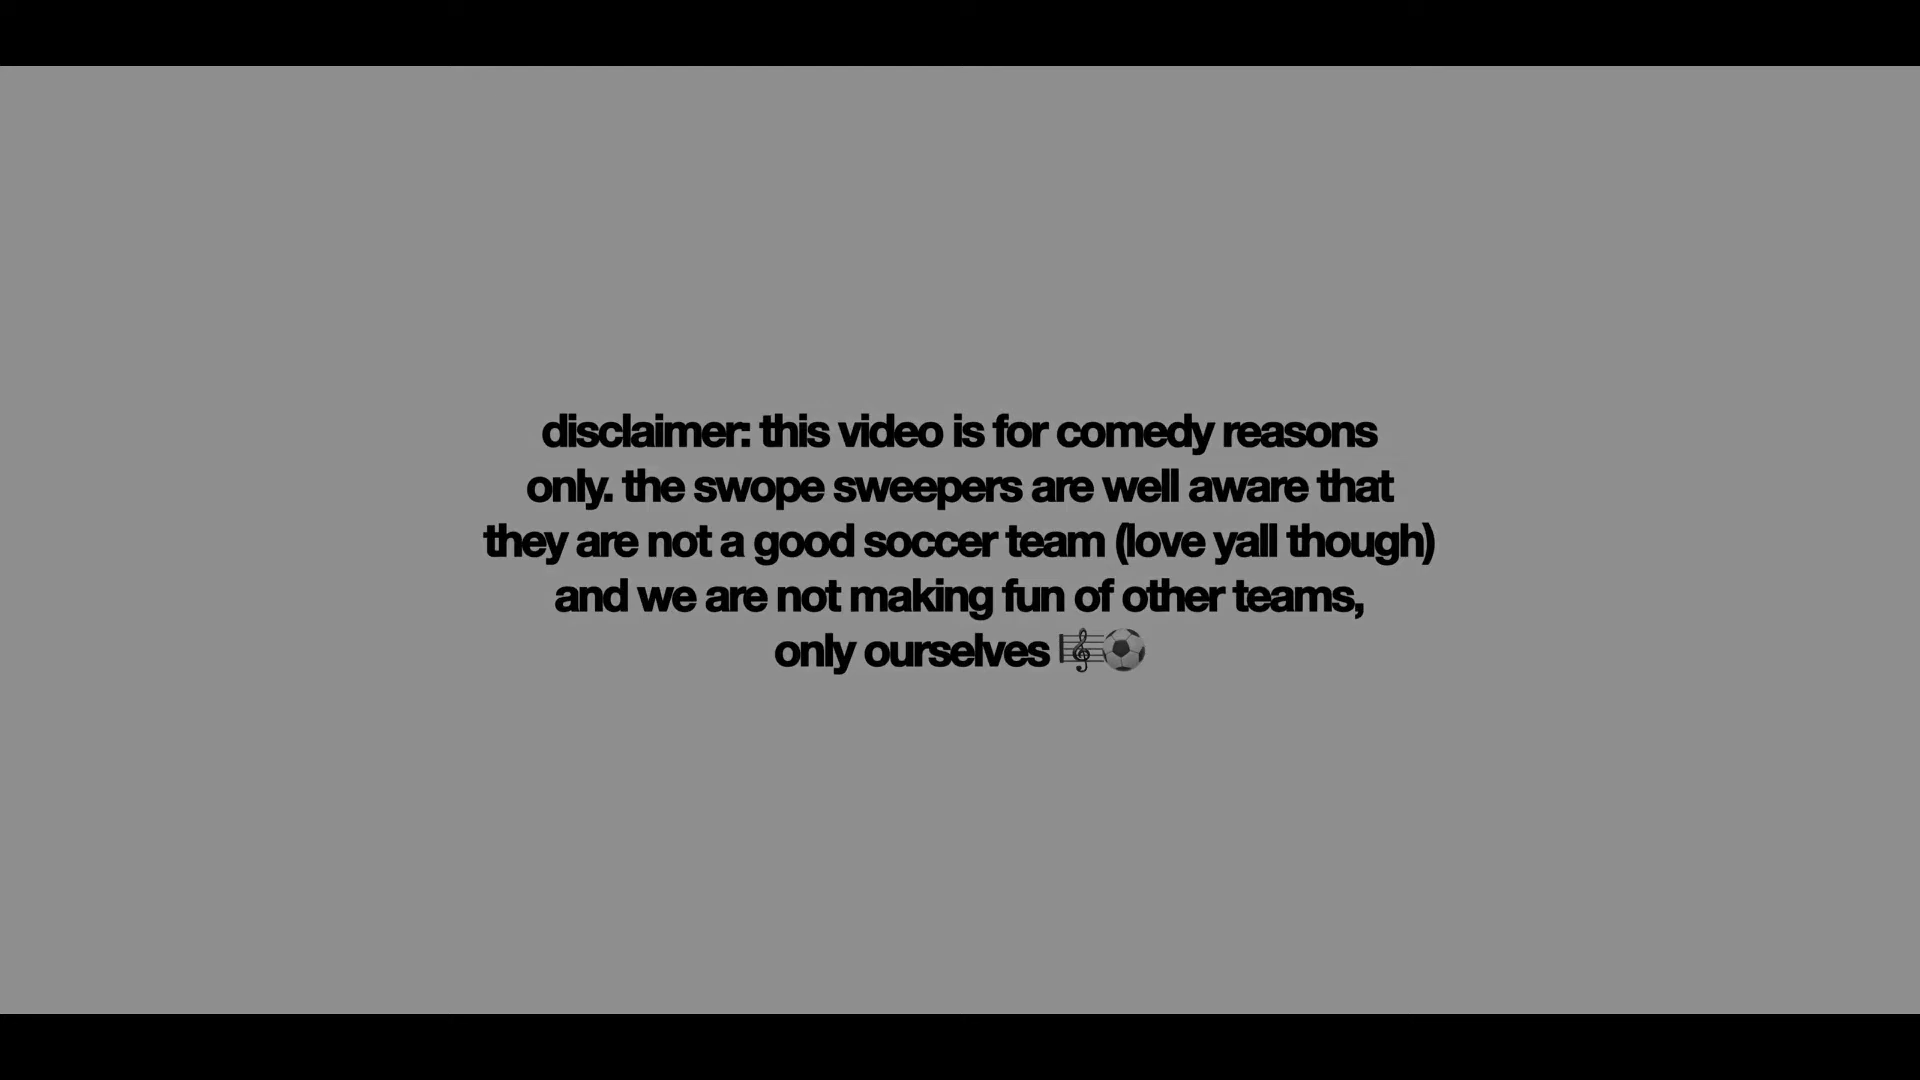 disclaimer: this video is for comedy reasons
only. the swope sweepers are well aware that
they are not a good soccer team (love yall though)
and we are not making fun of other teams,
only ourselves 🎼⚽